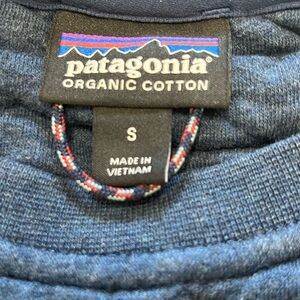 patagonia®
ORGANIC COTTON
S
MADE IN
VIETNAM